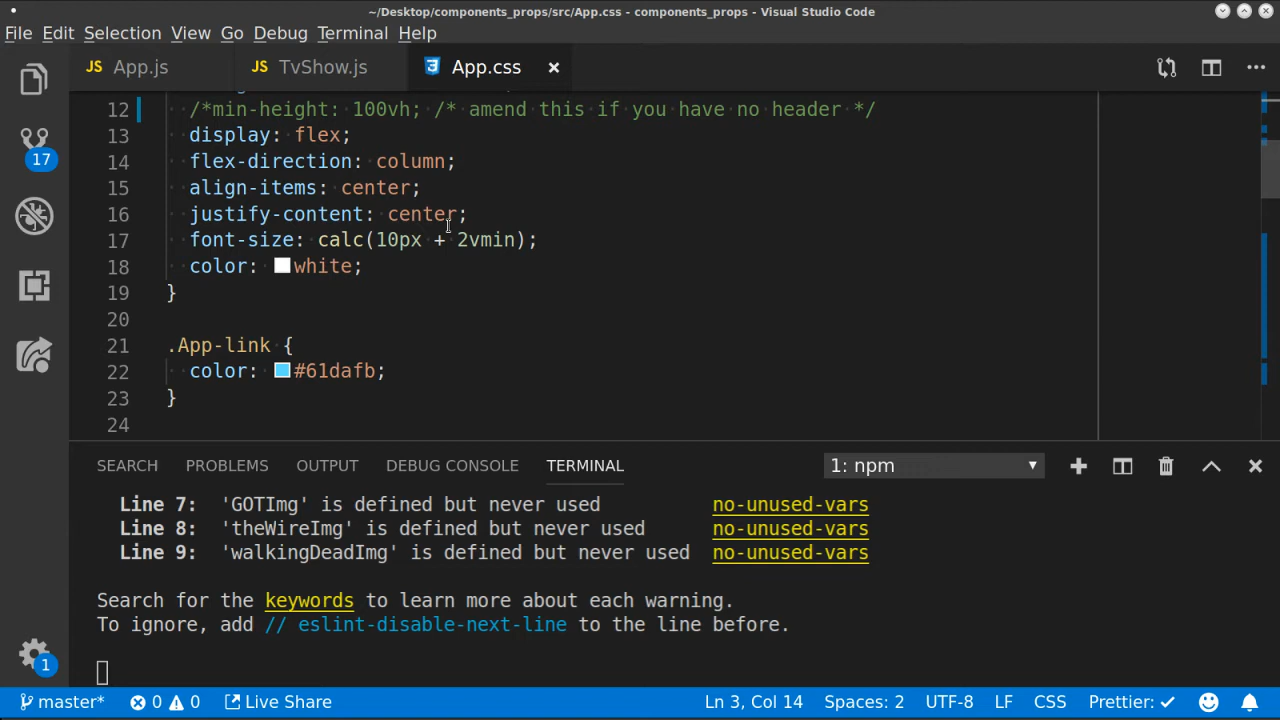 ~/Desktop/components_props/src/App.css - components_props - Visual Studio Code
File Edit Selection View Go Debug Terminal Help
JS App.js JS TvShow.js App.css ×
12 /*min-height: 100vh; /* amend this if you have no header */
13 display: flex;
14 flex-direction: column;
15 align-items: center;
16 justify-content: center;
17 font-size: calc(10px + 2vmin);
18 color: white;
19 }
20
21 .App-link {
22 color: #61dafb;
23 }
24
17
1
SEARCH PROBLEMS OUTPUT DEBUG CONSOLE TERMINAL 1: npm
Line 7: 'GOTImg' is defined but never used no-unused-vars
Line 8: 'theWireImg' is defined but never used no-unused-vars
Line 9: 'walkingDeadImg' is defined but never used no-unused-vars
Search for the keywords to learn more about each warning.
To ignore, add // eslint-disable-next-line to the line before.
master* 0 0 Live Share Ln 3, Col 14 Spaces: 2 UTF-8 LF CSS Prettier: ✓